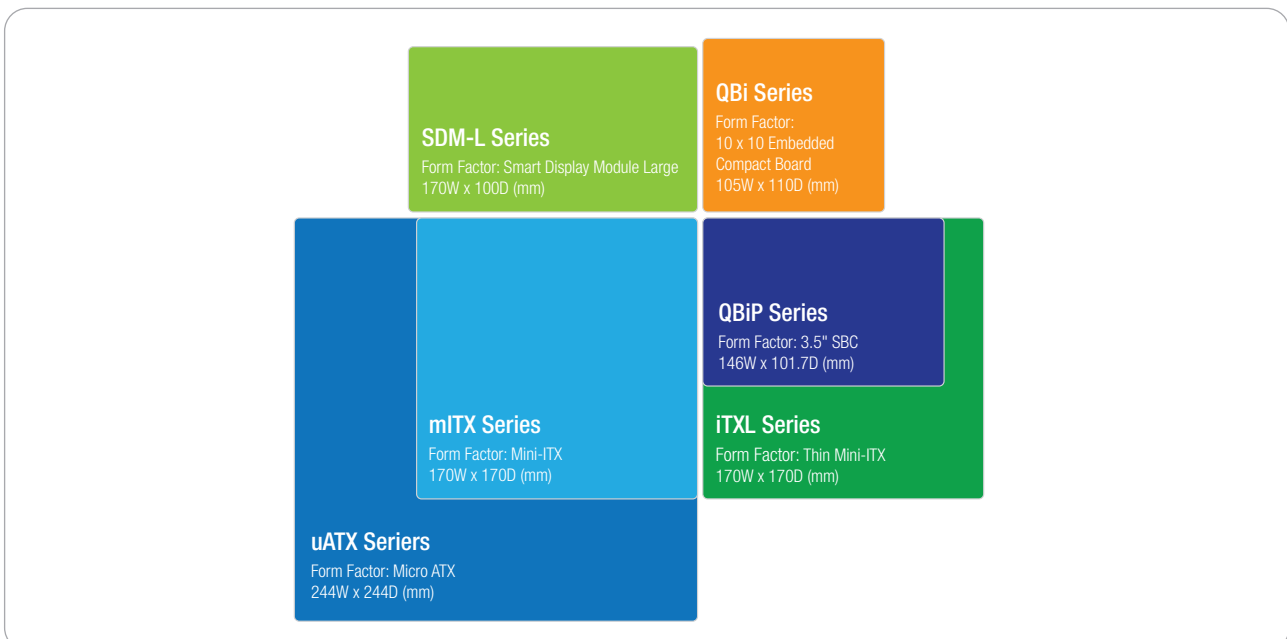 SDM-L Series
Form Factor: Smart Display Module Large
170W x 100D (mm)
QBi Series
Form Factor:
10 x 10 Embedded
Compact Board
105W x 110D (mm)
mITX Series
Form Factor: Mini-ITX
170W x 170D (mm)
uATX Seriers
Form Factor: Micro ATX
244W x 244D (mm)
QBiP Series
Form Factor: 3.5" SBC
146W x 101.7D (mm)
iTXL Series
Form Factor: Thin Mini-ITX
170W x 170D (mm)